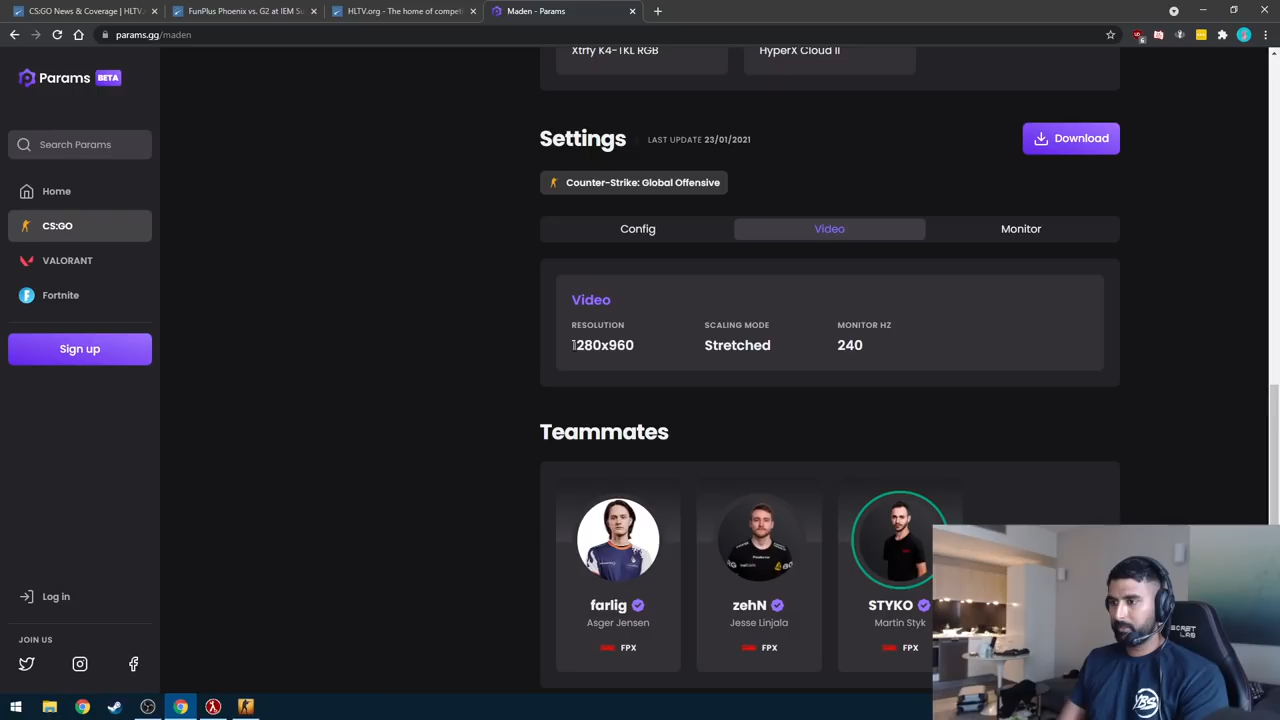 CS:GO News & Coverage | HLTV. FunPlus Phoenix vs. G2 at IEM Su HLTV.org - The home of compet Maden - Params
params.gg/maden
Params BETA
Search Params
Home
CS:GO
VALORANT
Fortnite
Sign up
Log in
JOIN US
Xtrfy K4-TKL RGB HyperX Cloud II
Settings LAST UPDATE 23/01/2021 Download
Counter-Strike: Global Offensive
Config Video Monitor
Video
RESOLUTION SCALING MODE MONITOR HZ
1280x960 Stretched 240
Teammates
farlig zehN STYKO
Asger Jensen Jesse Linjala Martin Styk
FPX FPX FPX
SECRET
LAB
YBS